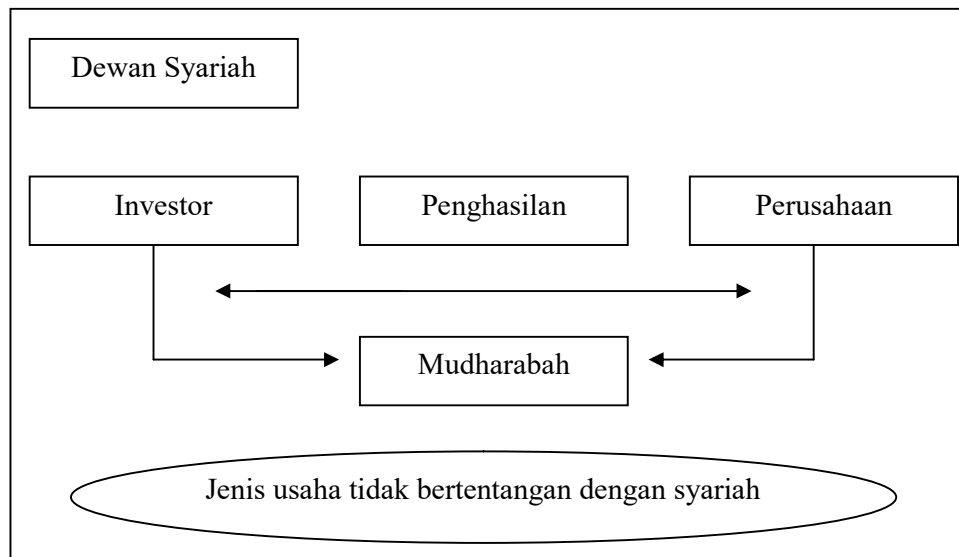 Dewan Syariah
Investor
Penghasilan
Perusahaan
Mudharabah
Jenis usaha tidak bertentangan dengan syariah